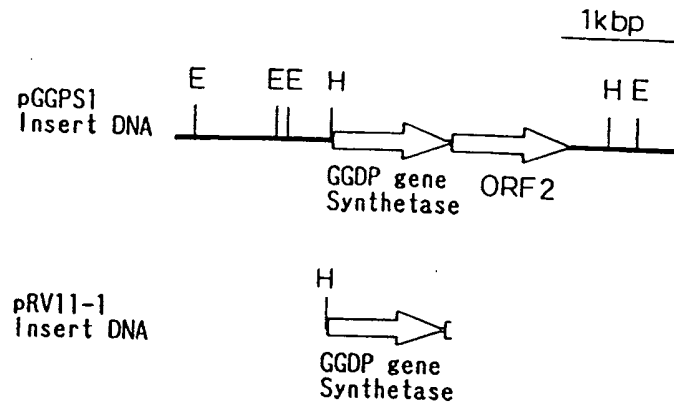 1kbp
E EE H H E
pGGPS1
Insert DNA
GGDP gene
Synthetase
ORF2
H
pRV11-1
Insert DNA
GGDP gene
Synthetase